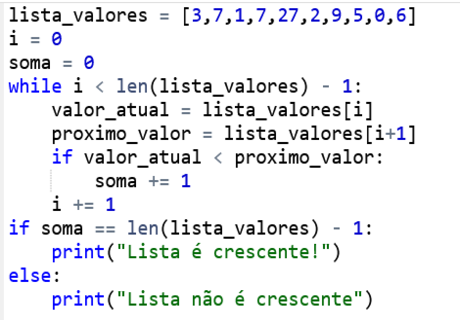 lista_valores = [3,7,1,7,27,2,9,5,0,6]
i = 0
soma = 0
while i < len(lista_valores) - 1:
    valor_atual = lista_valores[i]
    proximo_valor = lista_valores[i+1]
    if valor_atual < proximo_valor:
        soma += 1
    i += 1
if soma == len(lista_valores) - 1:
    print("Lista é crescente!")
else:
    print("Lista não é crescente")